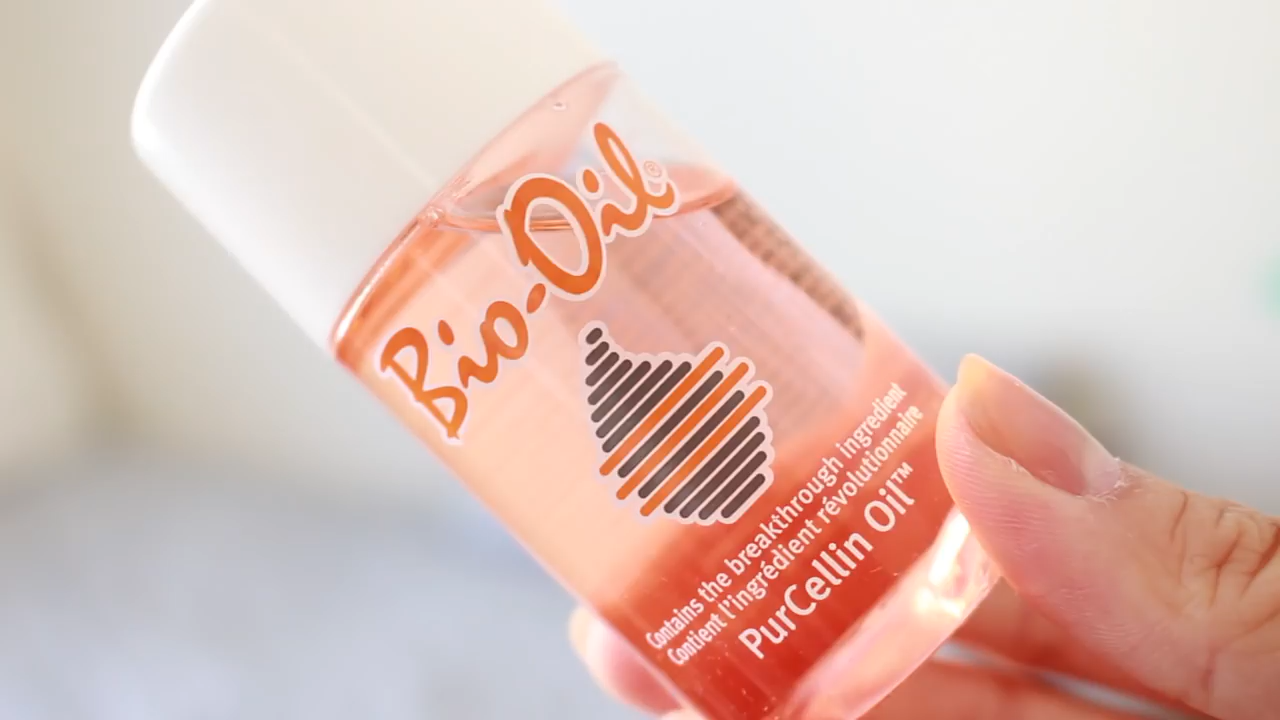 Bio-Oil®
Contains the breakthrough ingredient
Contient l'ingrédient révolutionnaire
PurCellin Oil™